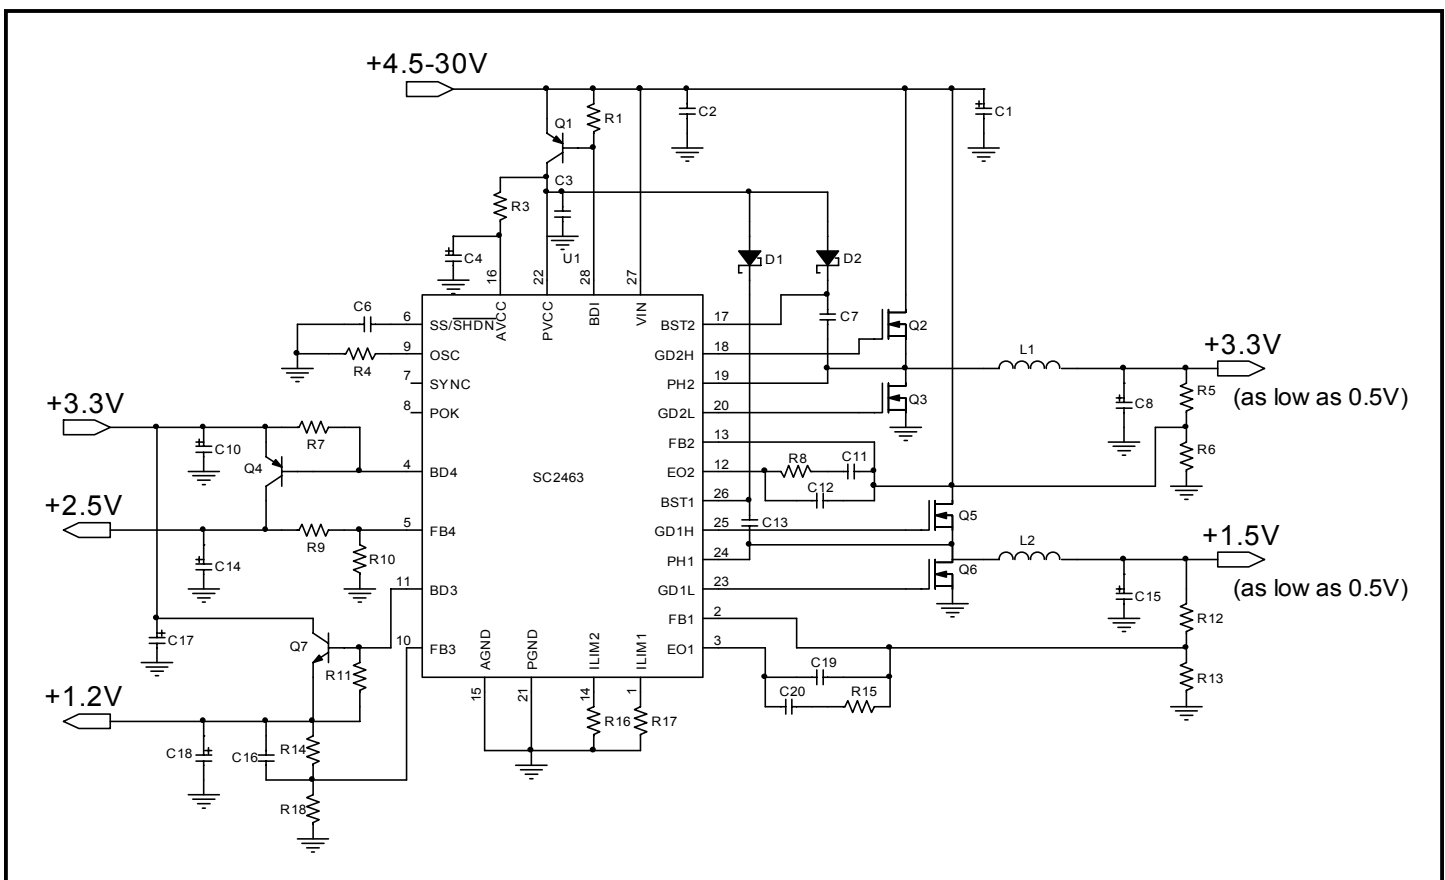 +4.5-30V
Q1
R1
C2
C1
C3
R3
C4
U1
D1
D2
16
22
28
27
AVCC
PVCC
BDI
VIN
C6
6
SS/SHDN
BST2
17
C7
Q2
9
OSC
GD2H
18
R4
L1
+3.3V
7
SYNC
PH2
19
(as low as 0.5V)
8
POK
GD2L
20
Q3
C8
R5
+3.3V
FB2
13
R7
C10
R6
Q4
4
BD4
SC2463
EO2
12
R8
C11
C12
+2.5V
BST1
26
5
FB4
GD1H
25
C13
Q5
R9
R10
+1.5V
L2
C14
PH1
24
Q6
11
BD3
GD1L
23
(as low as 0.5V)
C15
FB1
2
R12
C17
Q7
10
FB3
EO1
3
AGND
PGND
ILIM2
ILIM1
R11
C19
R13
+1.2V
15
21
14
1
C20
R15
R16
R17
C18
C16
R14
R18